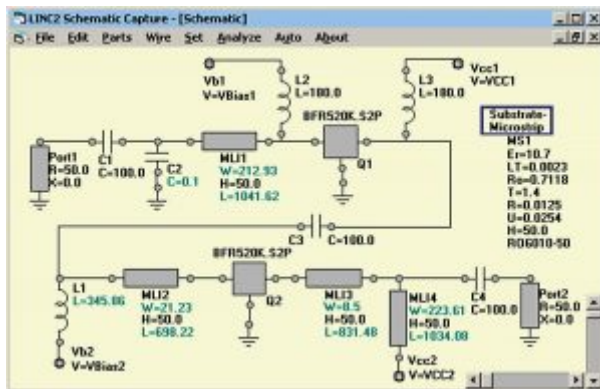 LINC2 Schematic Capture - [Schematic]
File Edit Parts Wire Set Analyze Auto About
Vb1
V=VBias1
L2
L=100.0
L3
L=100.0
Vcc1
V=VCC1
BFR520K.S2P
Q1
Port1
R=50.0
X=0.0
C1
C=100.0
C2
C=0.1
MLI1
W=212.93
H=50.0
L=1041.62
Substrate-
Microstrip
MS1
Er=10.7
LT=0.0023
Ro=0.7118
T=1.4
R=0.0125
U=0.0254
H=50.0
RO6010-50
C3
C=100.0
L1
L=345.86
Vb2
V=VBias2
MLI2
W=21.23
H=50.0
L=698.22
BFR520K.S2P
Q2
MLI3
W=8.5
H=50.0
L=831.48
MLI4
W=223.61
H=50.0
L=1034.08
Vcc2
V=VCC2
C4
C=100.0
Port2
R=50.0
X=0.0